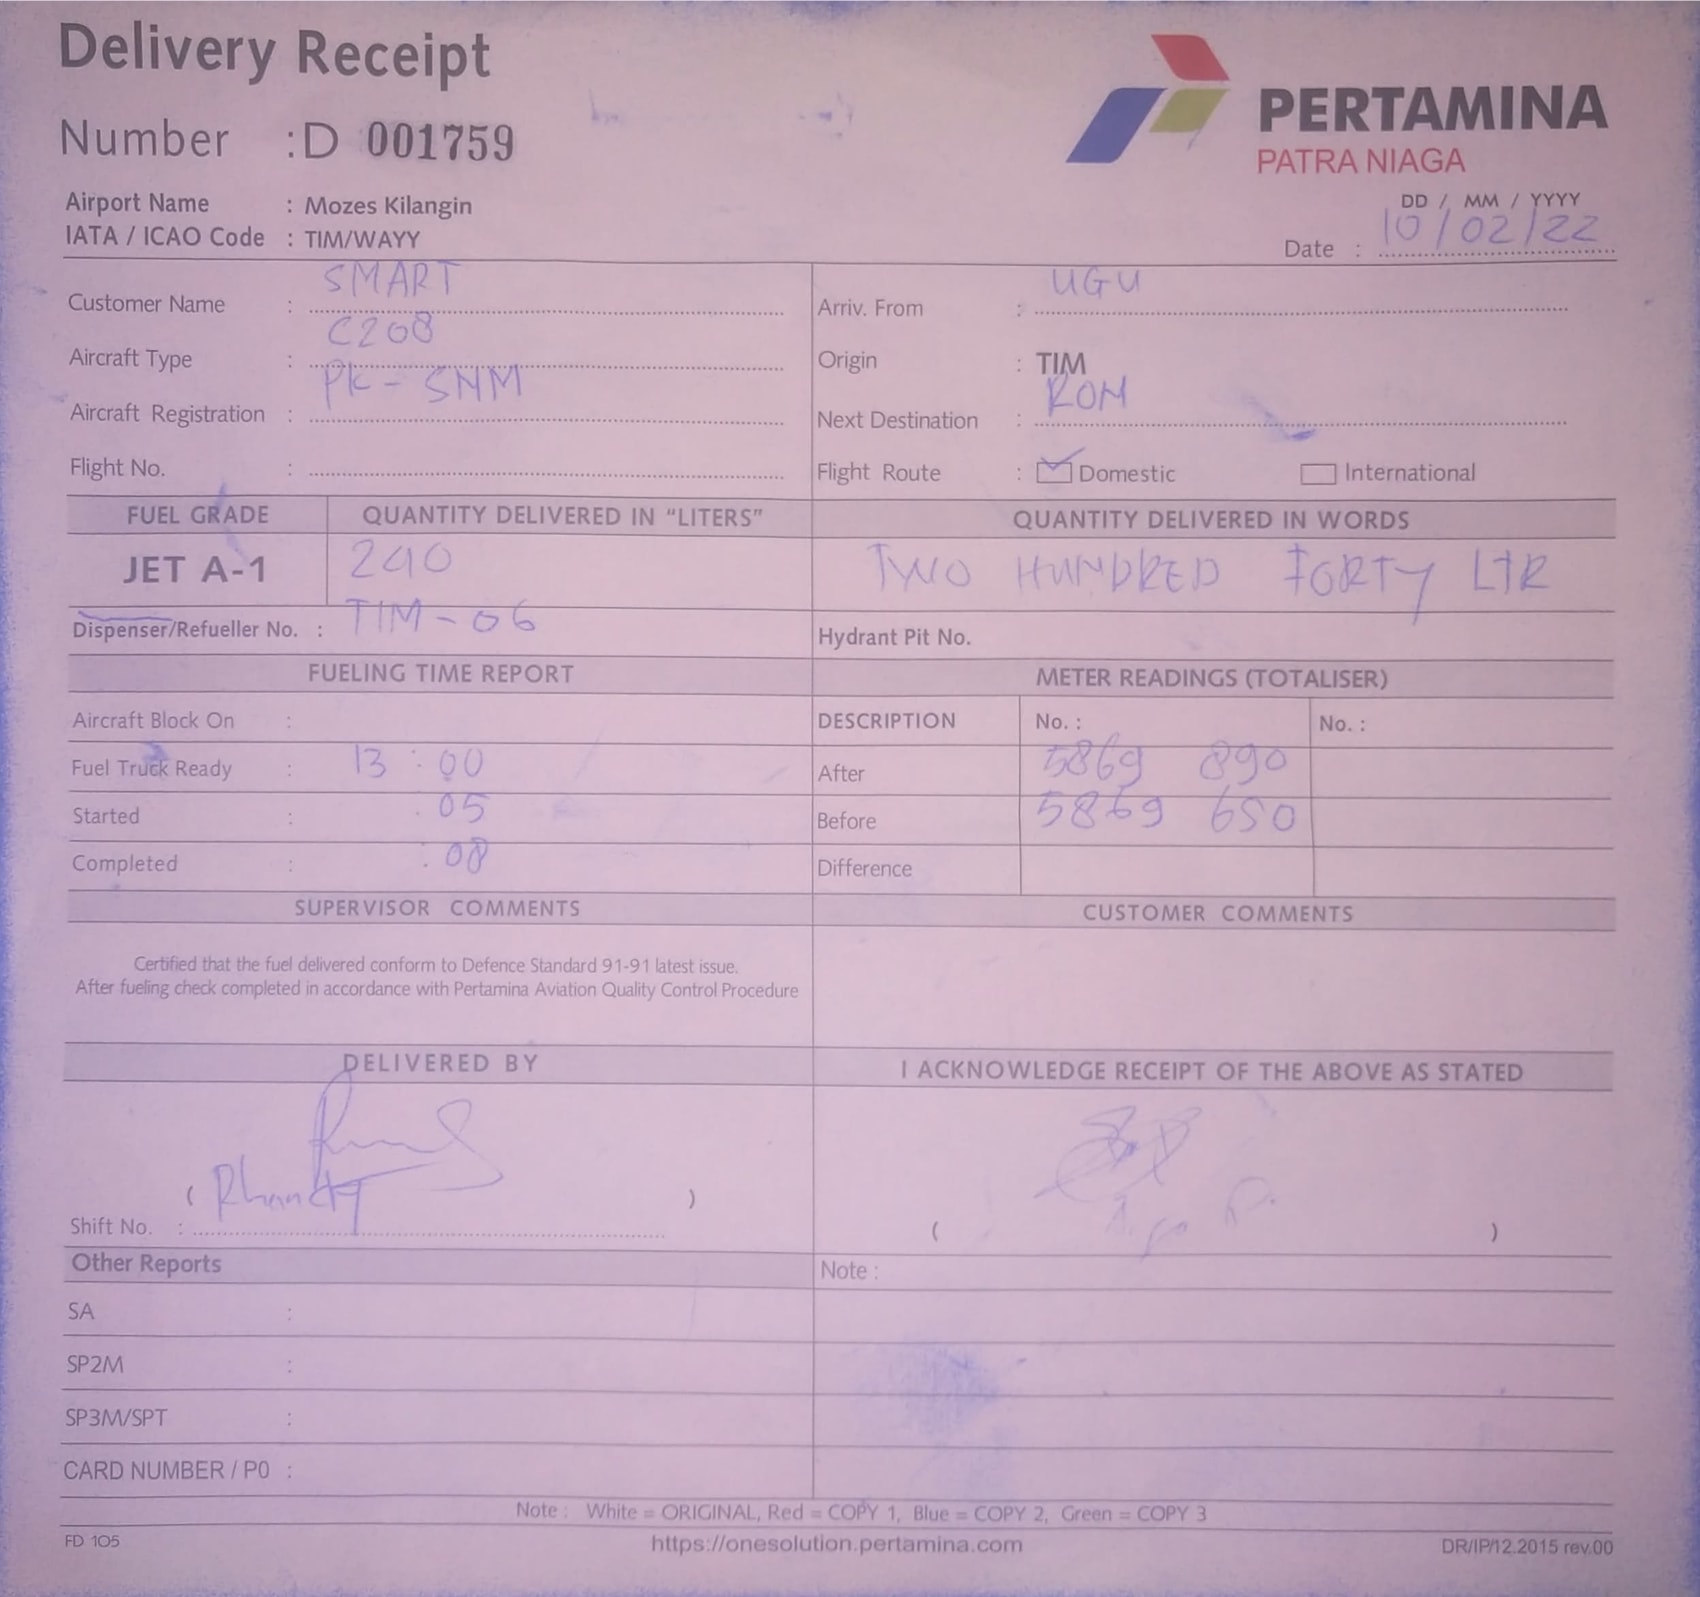 Delivery Receipt
Number : D 001759
PERTAMINA
PATRA NIAGA
Airport Name : Mozes Kilangin
IATA / ICAO Code : TIM/WAYY
DD / MM / YYYY
Date : 10/02/22
Customer Name : SMART
Arriv. From : UGU
Aircraft Type : C208
Origin : TIM
Aircraft Registration : PK-SNM
Next Destination : ROM
Flight No. :
Flight Route : Domestic International
FUEL GRADE QUANTITY DELIVERED IN “LITERS” QUANTITY DELIVERED IN WORDS
JET A-1 240 TWO HUNDRED FORTY LTR
Dispenser/Refueller No. : TIM-06 Hydrant Pit No.
FUELING TIME REPORT METER READINGS (TOTALISER)
Aircraft Block On : DESCRIPTION No. : No. :
Fuel Truck Ready : 13 : 00 After 5869 890
Started : 05 Before 5869 650
Completed : : 08 Difference
SUPERVISOR COMMENTS CUSTOMER COMMENTS
Certified that the fuel delivered conform to Defence Standard 91-91 latest issue.
After fueling check completed in accordance with Pertamina Aviation Quality Control Procedure
DELIVERED BY I ACKNOWLEDGE RECEIPT OF THE ABOVE AS STATED
( Rhandy )
Shift No. : ( )
Other Reports Note :
SA :
SP2M :
SP3M/SPT :
CARD NUMBER / P0 :
Note : White = ORIGINAL, Red = COPY 1, Blue = COPY 2, Green = COPY 3
FD 105 https://onesolution.pertamina.com DR/IP/12.2015 rev.00